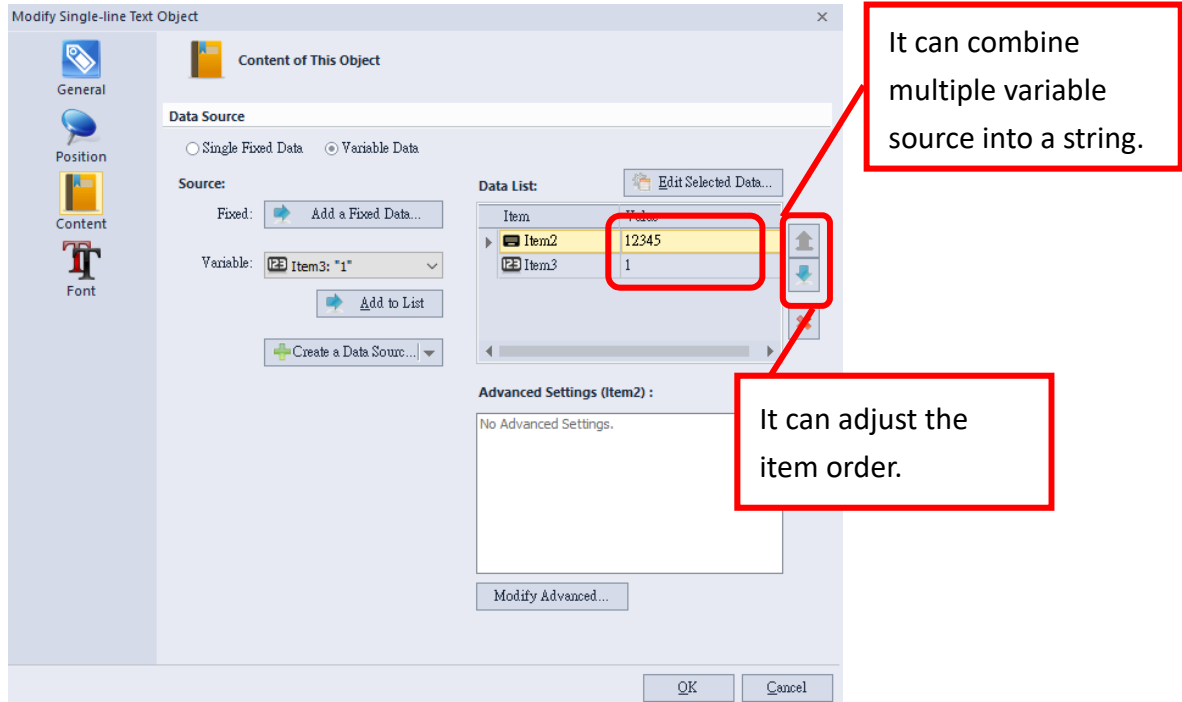 Modify Single-line Text Object
General
Position
Content
Font
Content of This Object
Data Source
Single Fixed Data
Variable Data
Source:
Fixed:
Add a Fixed Data...
Variable:
Item3: "1"
Add to List
Create a Data Sourc...
Data List:
Edit Selected Data...
Item
Value
Item2
12345
Item3
1
Advanced Settings (Item2) :
No Advanced Settings.
Modify Advanced...
OK
Cancel
It can combine
multiple variable
source into a string.
It can adjust the
item order.